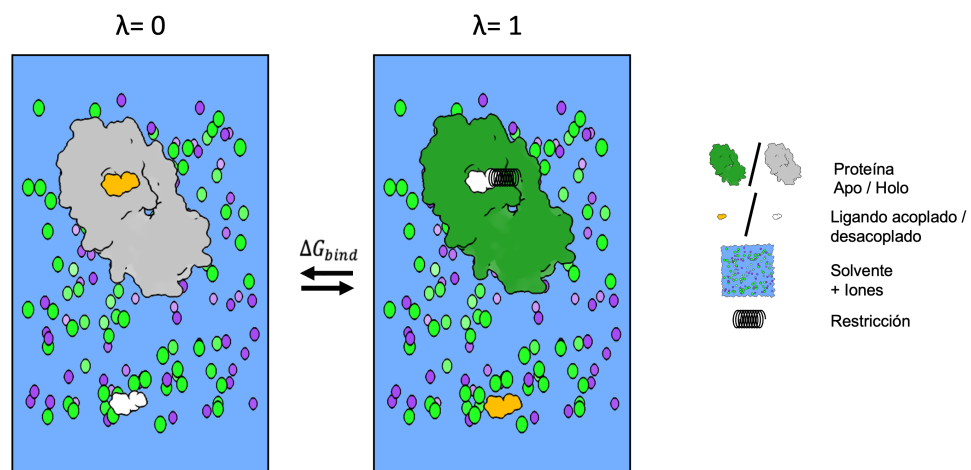 λ= 0
λ= 1
ΔG_bind
Proteína
Apo / Holo
Ligando acoplado /
desacoplado
Solvente
+ Iones
Restricción